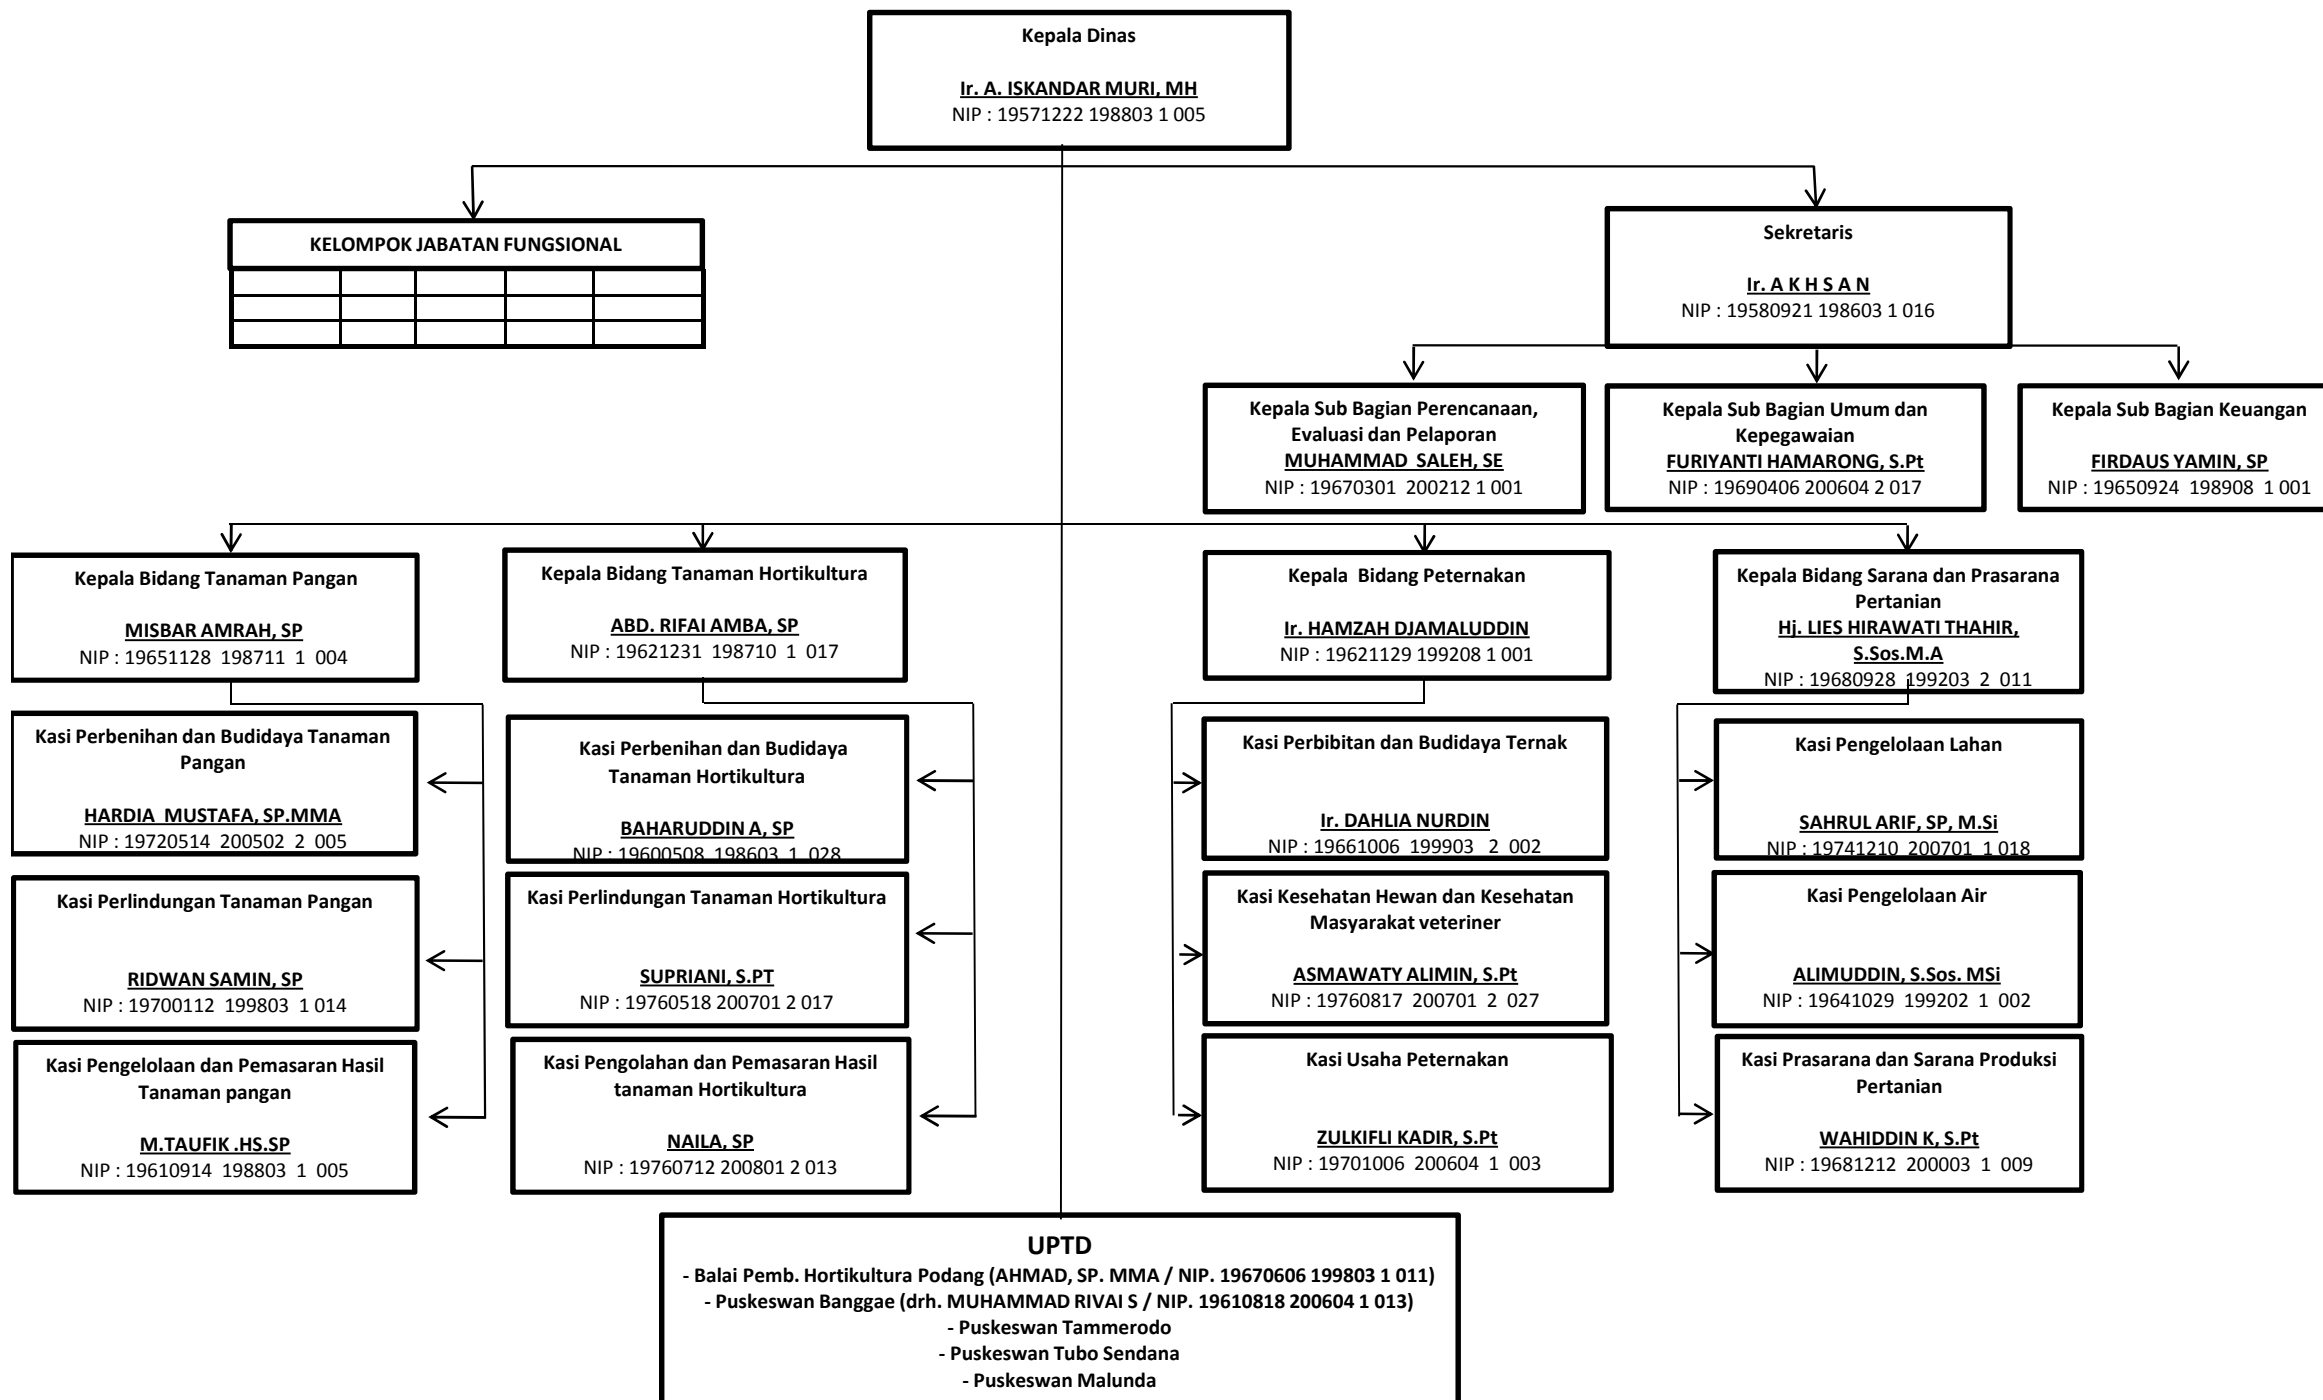 Kepala Dinas
Ir. A. ISKANDAR MURI, MH
NIP : 19571222 198803 1 005
KELOMPOK JABATAN FUNGSIONAL
Sekretaris
Ir. A K H S A N
NIP : 19580921 198603 1 016
Kepala Sub Bagian Perencanaan,
Evaluasi dan Pelaporan
MUHAMMAD SALEH, SE
NIP : 19670301 200212 1 001
Kepala Sub Bagian Umum dan
Kepegawaian
FURIYANTI HAMARONG, S.Pt
NIP : 19690406 200604 2 017
Kepala Sub Bagian Keuangan
FIRDAUS YAMIN, SP
NIP : 19650924 198908 1 001
Kepala Bidang Tanaman Pangan
MISBAR AMRAH, SP
NIP : 19651128 198711 1 004
Kepala Bidang Tanaman Hortikultura
ABD. RIFAI AMBA, SP
NIP : 19621231 198710 1 017
Kepala Bidang Peternakan
Ir. HAMZAH DJAMALUDDIN
NIP : 19621129 199208 1 001
Kepala Bidang Sarana dan Prasarana
Pertanian
Hj. LIES HIRAWATI THAHIR,
S.Sos.M.A
NIP : 19680928 199203 2 011
Kasi Perbenihan dan Budidaya Tanaman
Pangan
HARDIA MUSTAFA, SP.MMA
NIP : 19720514 200502 2 005
Kasi Perbenihan dan Budidaya
Tanaman Hortikultura
BAHARUDDIN A, SP
NIP : 19600508 198603 1 028
Kasi Perbibitan dan Budidaya Ternak
Ir. DAHLIA NURDIN
NIP : 19661006 199903 2 002
Kasi Pengelolaan Lahan
SAHRUL ARIF, SP, M.Si
NIP : 19741210 200701 1 018
Kasi Perlindungan Tanaman Pangan
RIDWAN SAMIN, SP
NIP : 19700112 199803 1 014
Kasi Perlindungan Tanaman Hortikultura
SUPRIANI, S.PT
NIP : 19760518 200701 2 017
Kasi Kesehatan Hewan dan Kesehatan
Masyarakat veteriner
ASMAWATY ALIMIN, S.Pt
NIP : 19760817 200701 2 027
Kasi Pengelolaan Air
ALIMUDDIN, S.Sos. MSi
NIP : 19641029 199202 1 002
Kasi Pengelolaan dan Pemasaran Hasil
Tanaman pangan
M.TAUFIK .HS.SP
NIP : 19610914 198803 1 005
Kasi Pengolahan dan Pemasaran Hasil
tanaman Hortikultura
NAILA, SP
NIP : 19760712 200801 2 013
Kasi Usaha Peternakan
ZULKIFLI KADIR, S.Pt
NIP : 19701006 200604 1 003
Kasi Prasarana dan Sarana Produksi
Pertanian
WAHIDDIN K, S.Pt
NIP : 19681212 200003 1 009
UPTD
- Balai Pemb. Hortikultura Podang (AHMAD, SP. MMA / NIP. 19670606 199803 1 011)
- Puskeswan Banggae (drh. MUHAMMAD RIVAI S / NIP. 19610818 200604 1 013)
- Puskeswan Tammerodo
- Puskeswan Tubo Sendana
- Puskeswan Malunda